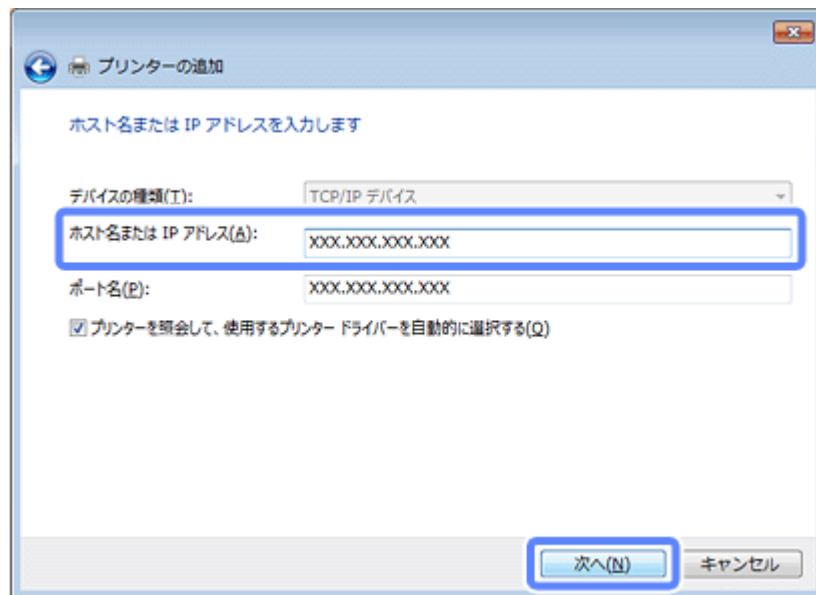 プリンターの追加
ホスト名または IP アドレスを入力します
デバイスの種類(T): TCP/IP デバイス
ホスト名または IP アドレス(A): XXX.XXX.XXX.XXX
ポート名(P): XXX.XXX.XXX.XXX
プリンターを照会して、使用するプリンター ドライバーを自動的に選択する(Q)
次へ(N) キャンセル